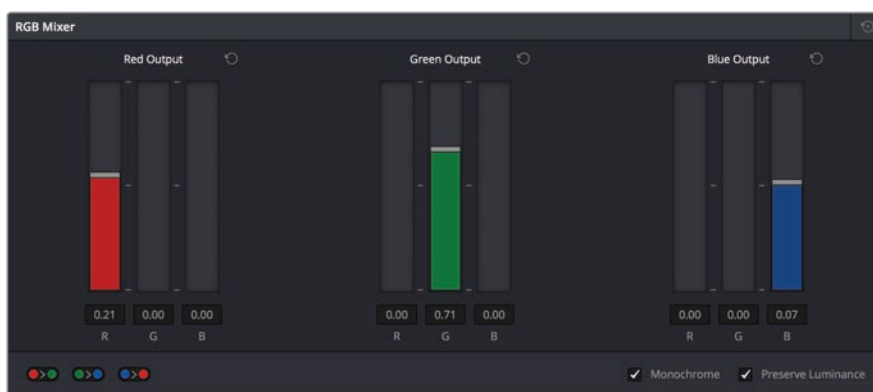 RGB Mixer
Red Output
Green Output
Blue Output
0.21 0.00 0.00
R G B
0.00 0.71 0.00
R G B
0.00 0.00 0.07
R G B
Monochrome
Preserve Luminance